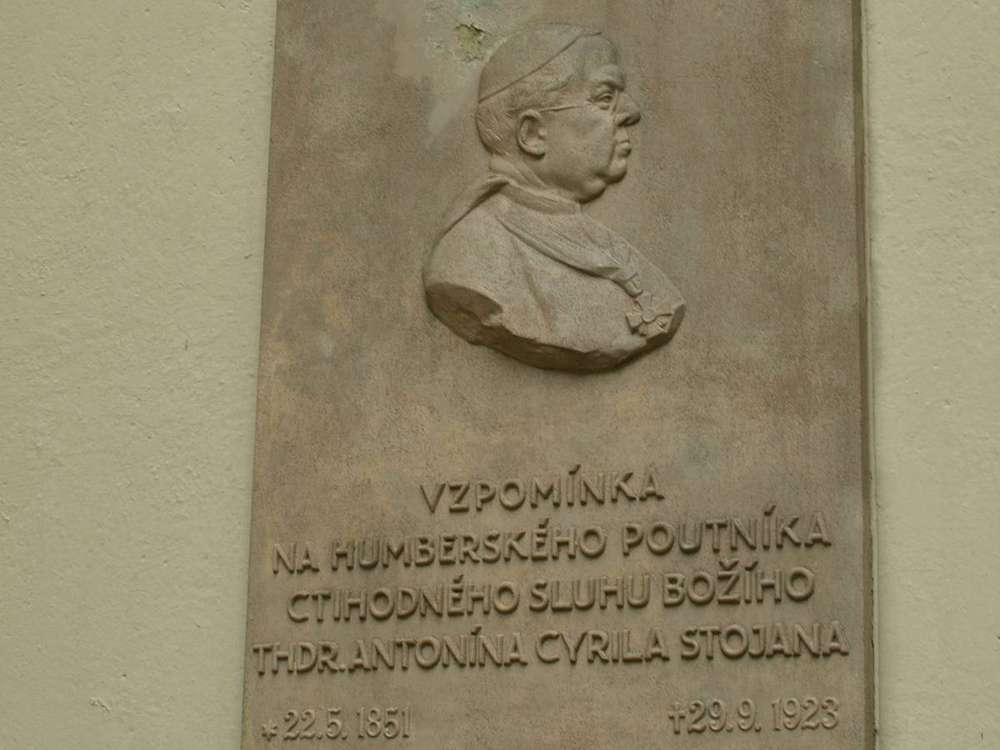 VZPOMÍNKA
NA HUMBERSKÉHO POUTNÍKA
CTIHODNÉHO SLUHU BOŽÍHO
THDR. ANTONÍNA CYRILA STOJANA
* 22.5. 1851 †29.9. 1923